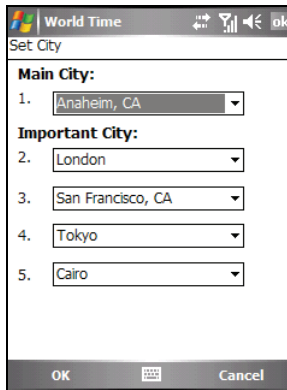 World Time ok
Set City
Main City:
1. Anaheim, CA
Important City:
2. London
3. San Francisco, CA
4. Tokyo
5. Cairo
OK Cancel